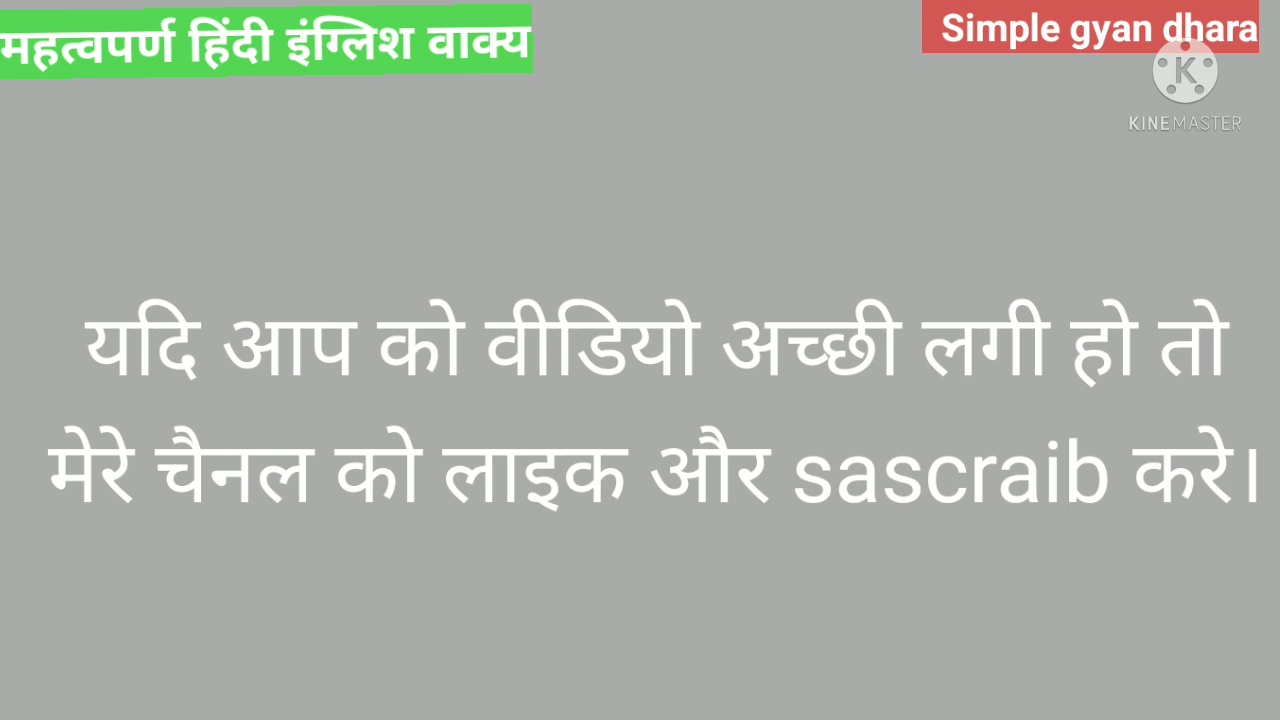 महत्वपर्ण हिंदी इंग्लिश वाक्य
Simple gyan dhara
KINEMASTER
यदि आप को वीडियो अच्छी लगी हो तो
मेरे चैनल को लाइक और sascraib करे।